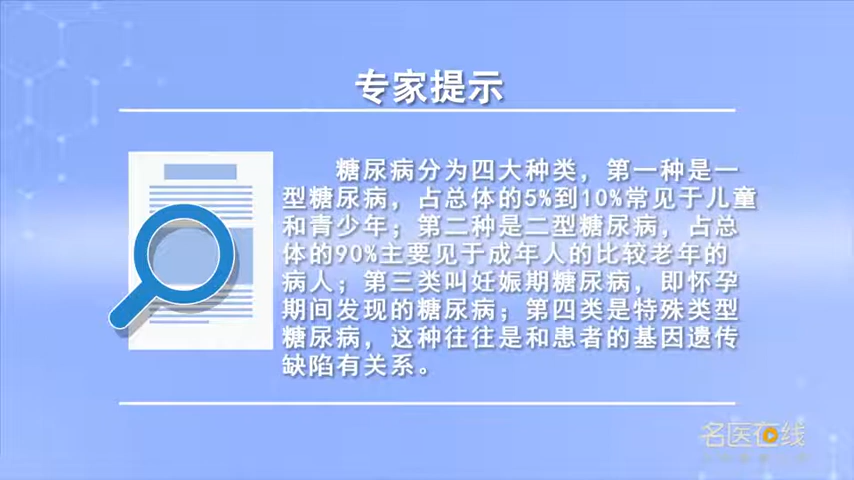 专家提示
糖尿病分为四大种类，第一种是一
型糖尿病，占总体的5%到10%常见于儿童
和青少年；第二种是二型糖尿病，占总
体的90%主要见于成年人的比较老年的
病人；第三类叫妊娠期糖尿病，即怀孕
期间发现的糖尿病；第四类是特殊类型
糖尿病，这种往往是和患者的基因遗传
缺陷有关系。
名医在线